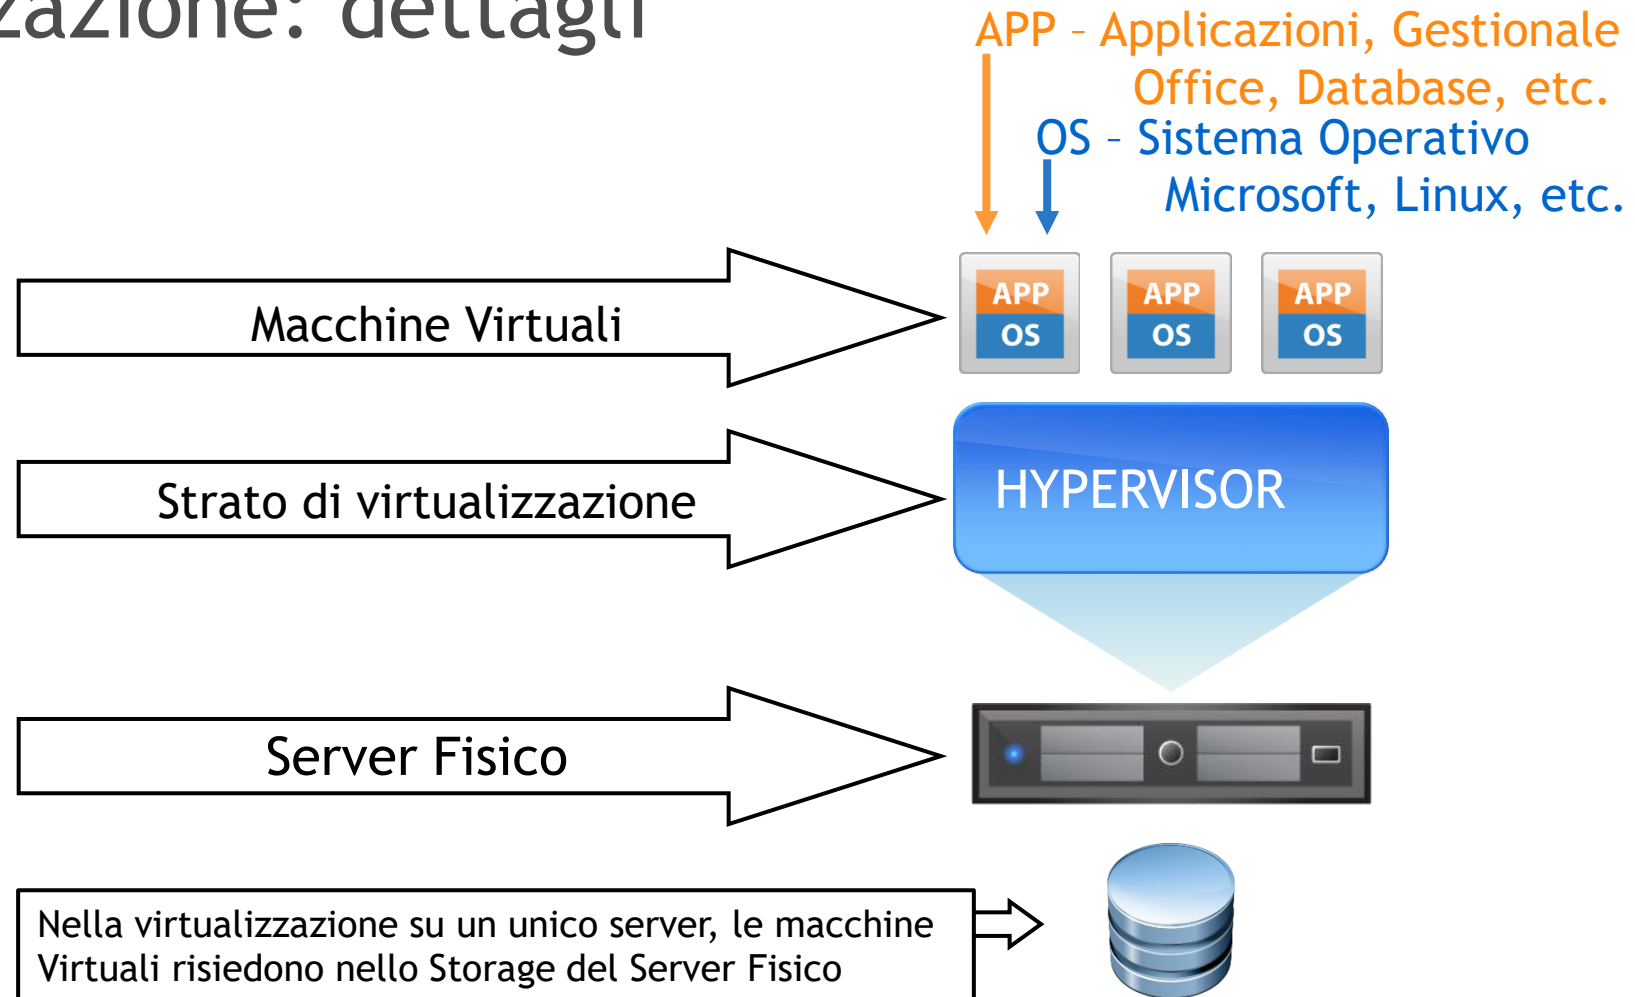 zazione: dettagli
APP – Applicazioni, Gestionale
Office, Database, etc.
OS – Sistema Operativo
Microsoft, Linux, etc.
Macchine Virtuali
APP
OS
APP
OS
APP
OS
Strato di virtualizzazione
HYPERVISOR
Server Fisico
Nella virtualizzazione su un unico server, le macchine
Virtuali risiedono nello Storage del Server Fisico